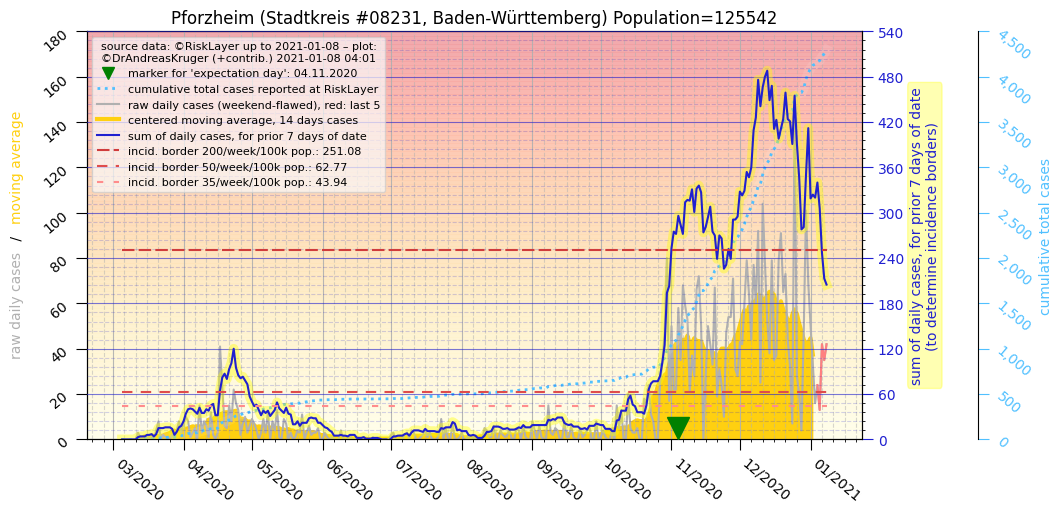 Pforzheim (Stadtkreis #08231, Baden-Württemberg) Population=125542
source data: ©RiskLayer up to 2021-01-08 – plot:
©DrAndreasKruger (+contrib.) 2021-01-08 04:01
marker for 'expectation day': 04.11.2020
cumulative total cases reported at RiskLayer
raw daily cases (weekend-flawed), red: last 5
centered moving average, 14 days cases
sum of daily cases, for prior 7 days of date
incid. border 200/week/100k pop.: 251.08
incid. border 50/week/100k pop.: 62.77
incid. border 35/week/100k pop.: 43.94
raw daily cases / moving average
180
160
140
120
100
80
60
40
20
0
03/2020
04/2020
05/2020
06/2020
07/2020
08/2020
09/2020
10/2020
11/2020
12/2020
01/2021
540
480
420
360
300
240
180
120
60
0
sum of daily cases, for prior 7 days of date
(to determine incidence borders)
4,500
4,000
3,500
3,000
2,500
2,000
1,500
1,000
500
0
cumulative total cases